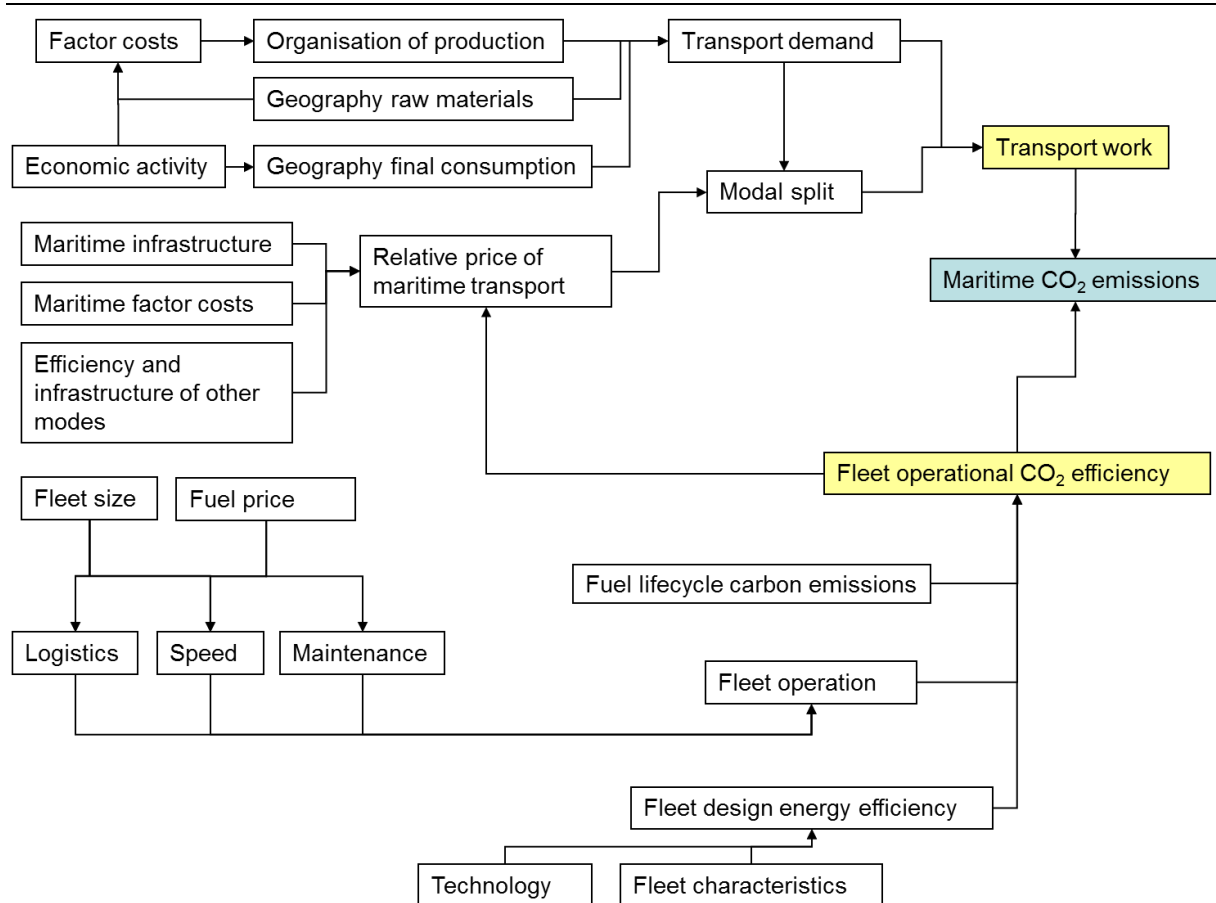 Factor costs
Organisation of production
Transport demand
Geography raw materials
Transport work
Economic activity
Geography final consumption
Modal split
Maritime infrastructure
Relative price of
maritime transport
Maritime CO₂ emissions
Maritime factor costs
Efficiency and
infrastructure of other
modes
Fleet operational CO₂ efficiency
Fleet size
Fuel price
Fuel lifecycle carbon emissions
Logistics
Speed
Maintenance
Fleet operation
Fleet design energy efficiency
Technology
Fleet characteristics